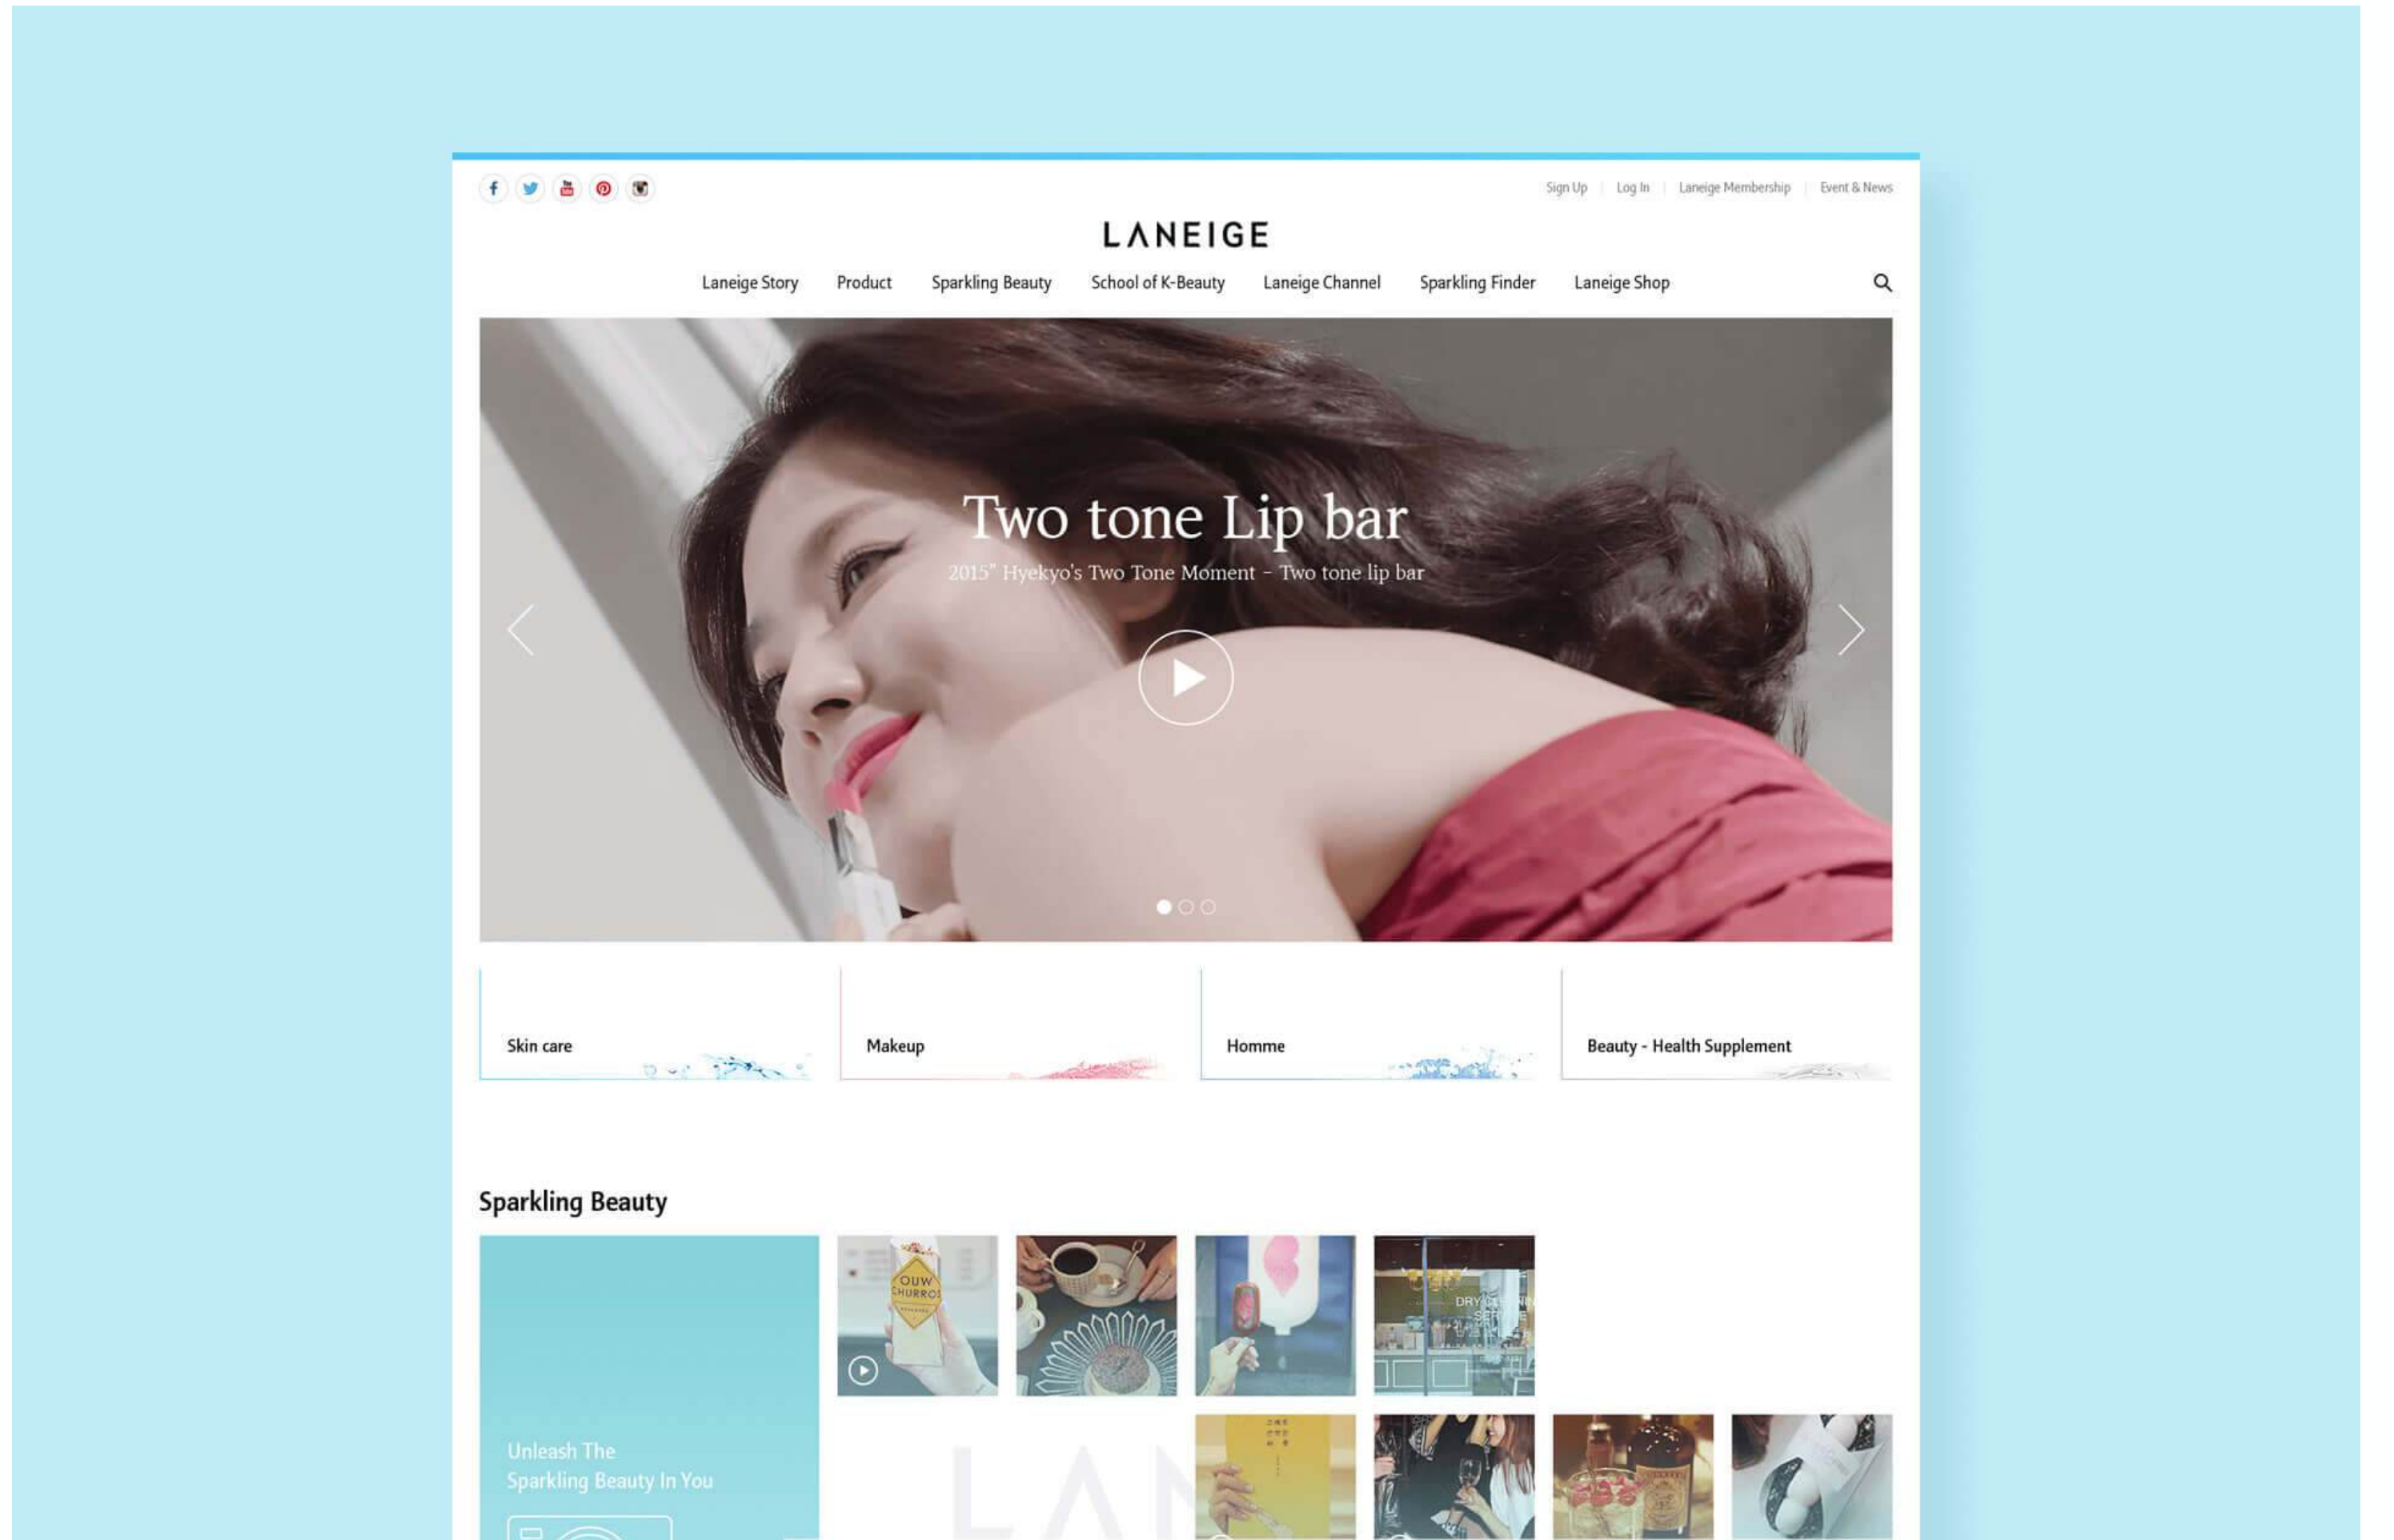 Sign Up
Log In
Laneige Membership
Event & News
LANEIGE
Laneige Story
Product
Sparkling Beauty
School of K-Beauty
Laneige Channel
Sparkling Finder
Laneige Shop
Two tone Lip bar
2015" Hyekyo's Two Tone Moment - Two tone lip bar
Skin care
Makeup
Homme
Beauty - Health Supplement
Sparkling Beauty
OUW
CHURROS
Unleash The
Sparkling Beauty In You